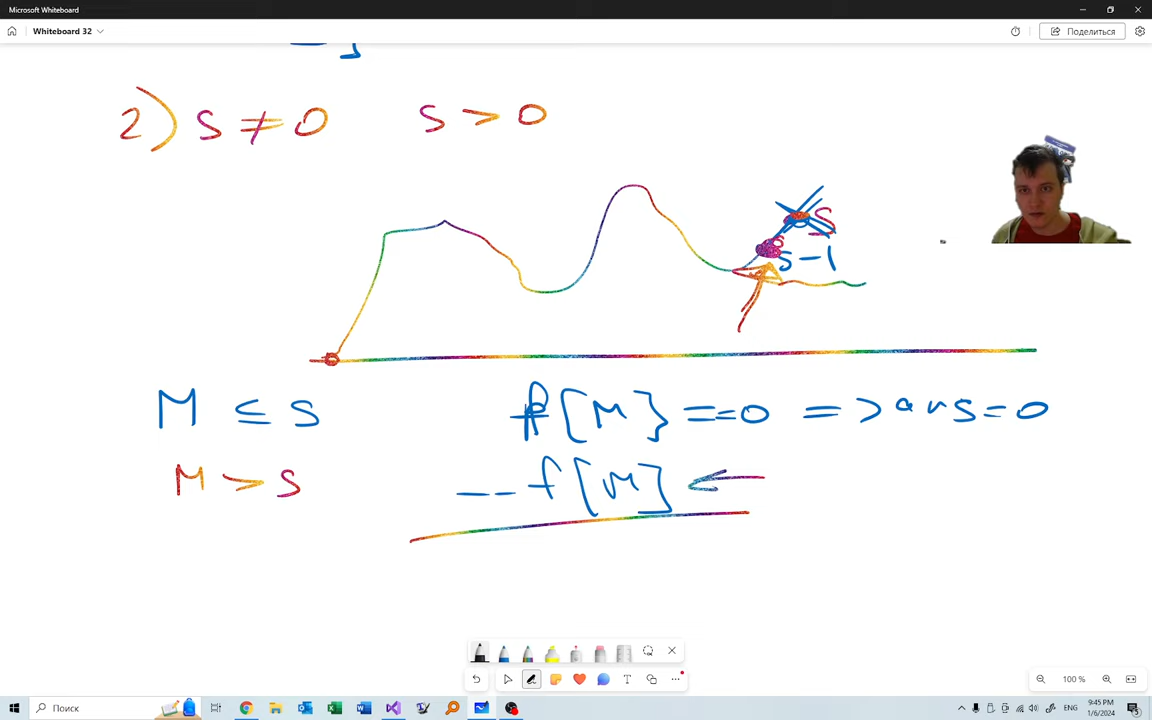 Microsoft Whiteboard
Whiteboard 32
Поделиться
2) S ≠ 0 S > 0
S
S-1
M ≤ S f[M] == 0 => ans = 0
M > S
--f[M] <
100 %
Поиск
ENG
9:45 PM
1/6/2024